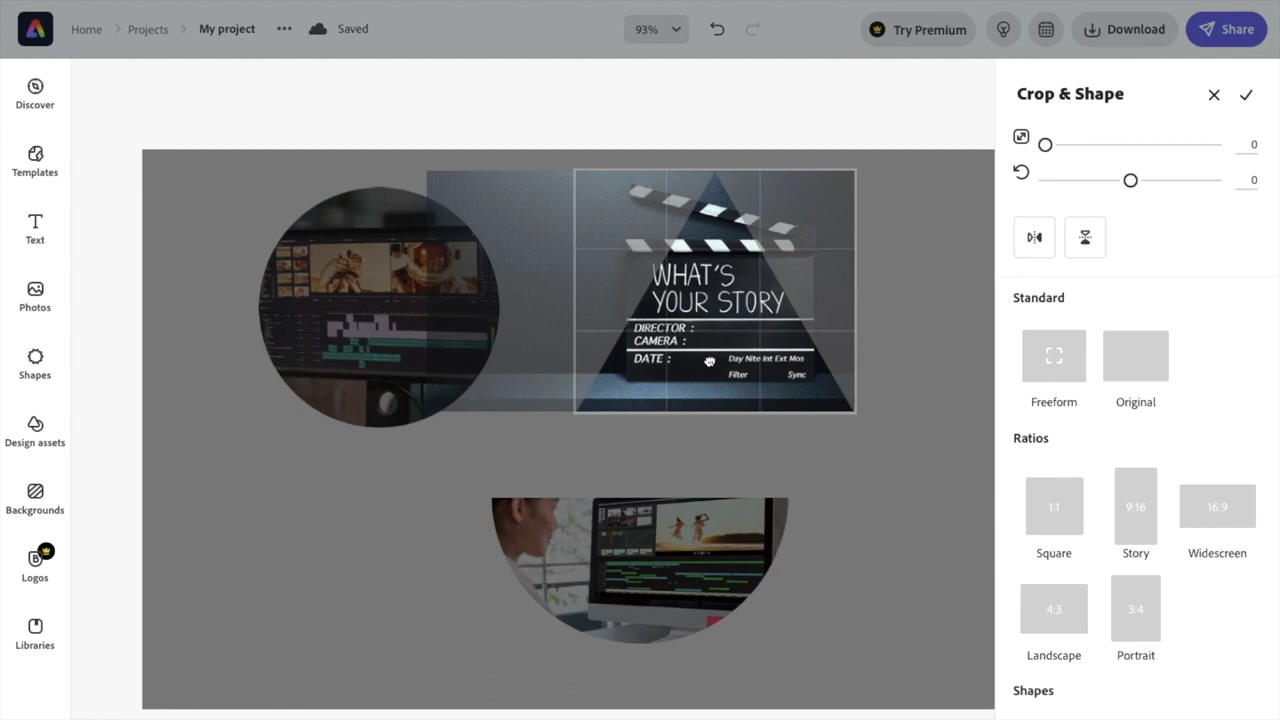 Home
Projects
My project
Saved
93%
Try Premium
Download
Share
Discover
Templates
Text
Photos
Shapes
Design assets
Backgrounds
Logos
Libraries
WHAT'S
YOUR STORY
DIRECTOR :
CAMERA :
DATE :
Day Nite Int Ext Mos
Filter Sync
Crop & Shape
0
0
Standard
Freeform
Original
Ratios
1:1
9:16
16:9
Square
Story
Widescreen
4:3
3:4
Landscape
Portrait
Shapes